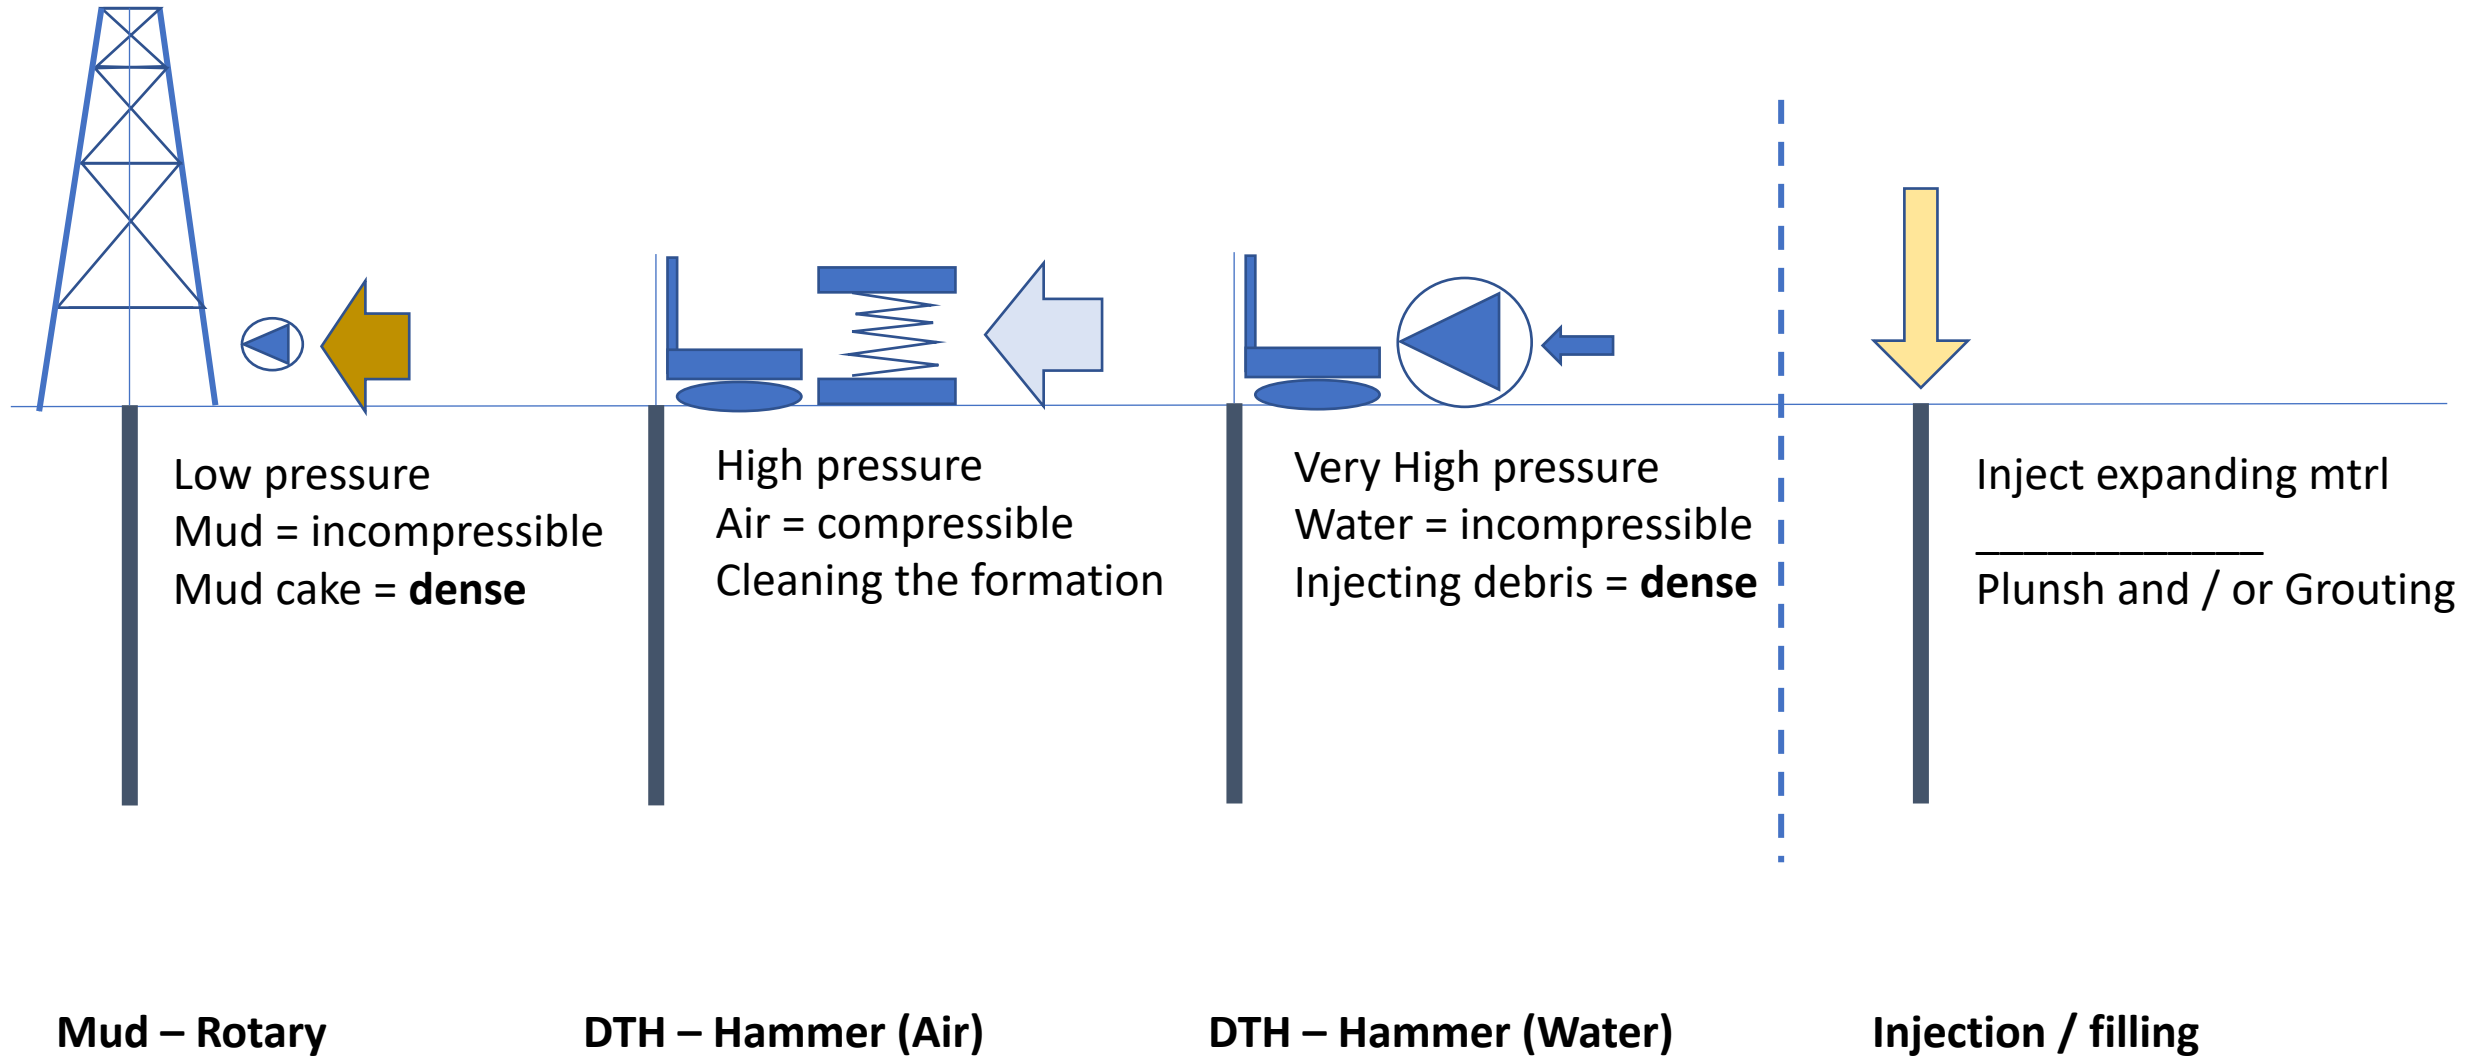 Low pressure
Mud = incompressible
Mud cake = dense
High pressure
Air = compressible
Cleaning the formation
Very High pressure
Water = incompressible
Injecting debris = dense
Inject expanding mtrl
____________
Plunsh and / or Grouting
Mud – Rotary
DTH – Hammer (Air)
DTH – Hammer (Water)
Injection / filling